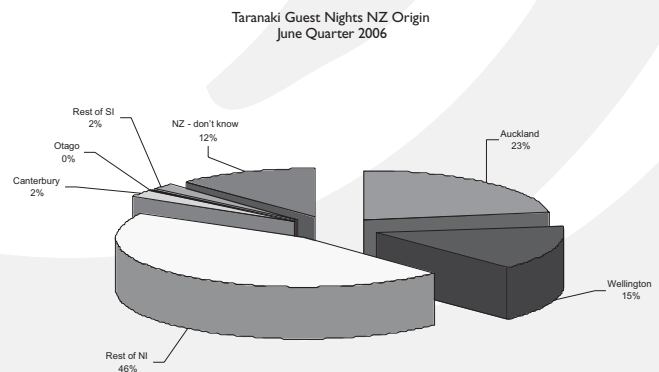 Taranaki Guest Nights NZ Origin
June Quarter 2006
Rest of SI
2%
NZ - don't know
12%
Auckland
23%
Otago
0%
Canterbury
2%
Wellington
15%
Rest of NI
46%